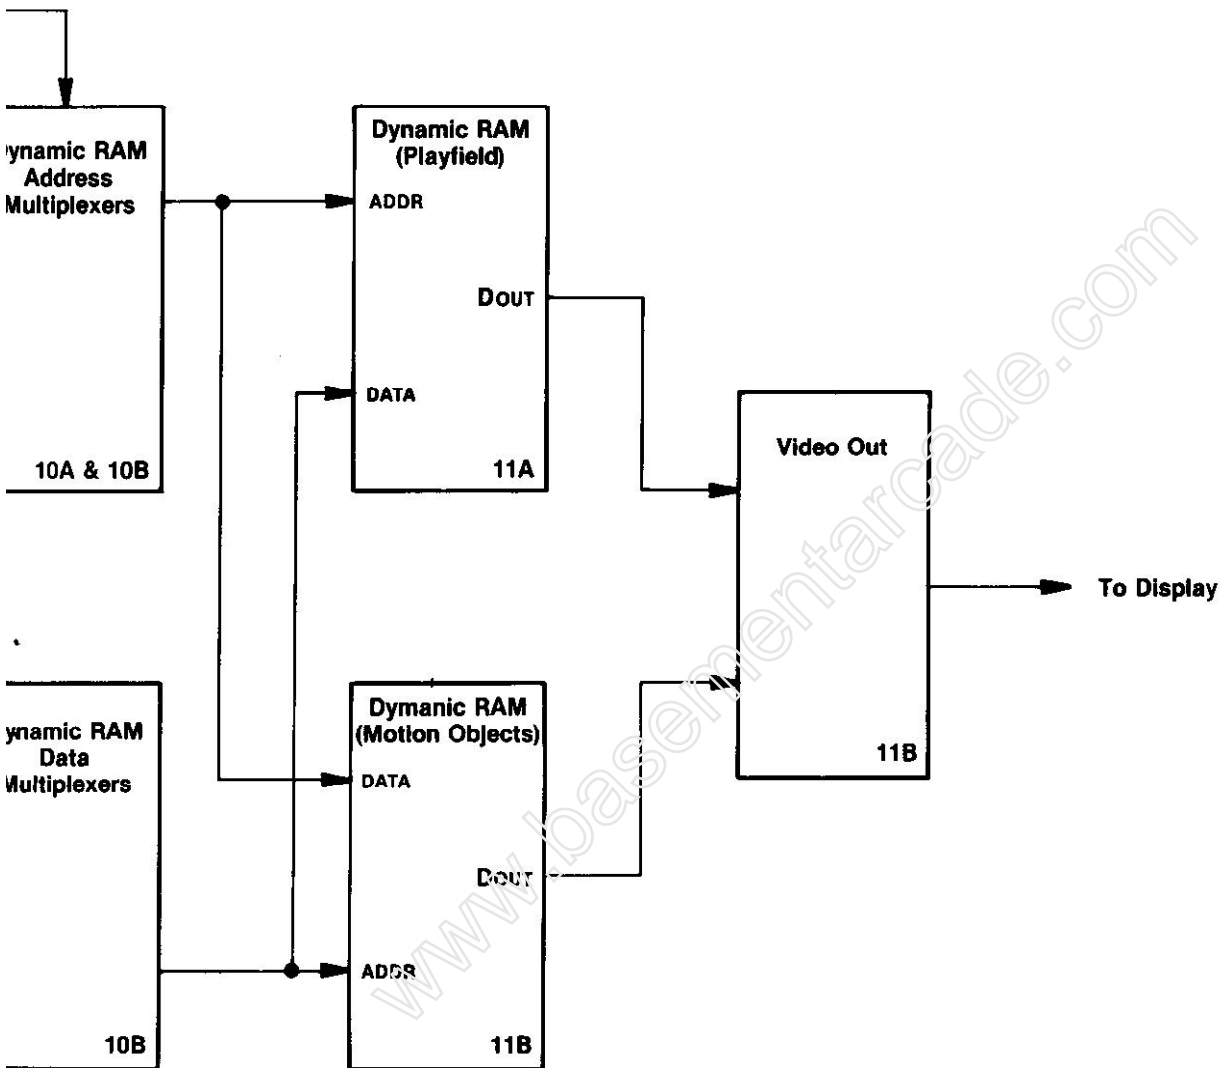 ynamic RAM
Address
Multiplexers
10A & 10B
Dynamic RAM
(Playfield)
ADDR
DOUT
DATA
11A
Video Out
11B
To Display
ynamic RAM
Data
Multiplexers
10B
Dymanic RAM
(Motion Objects)
DATA
DOUT
ADDR
11B
www.basementarcade.com